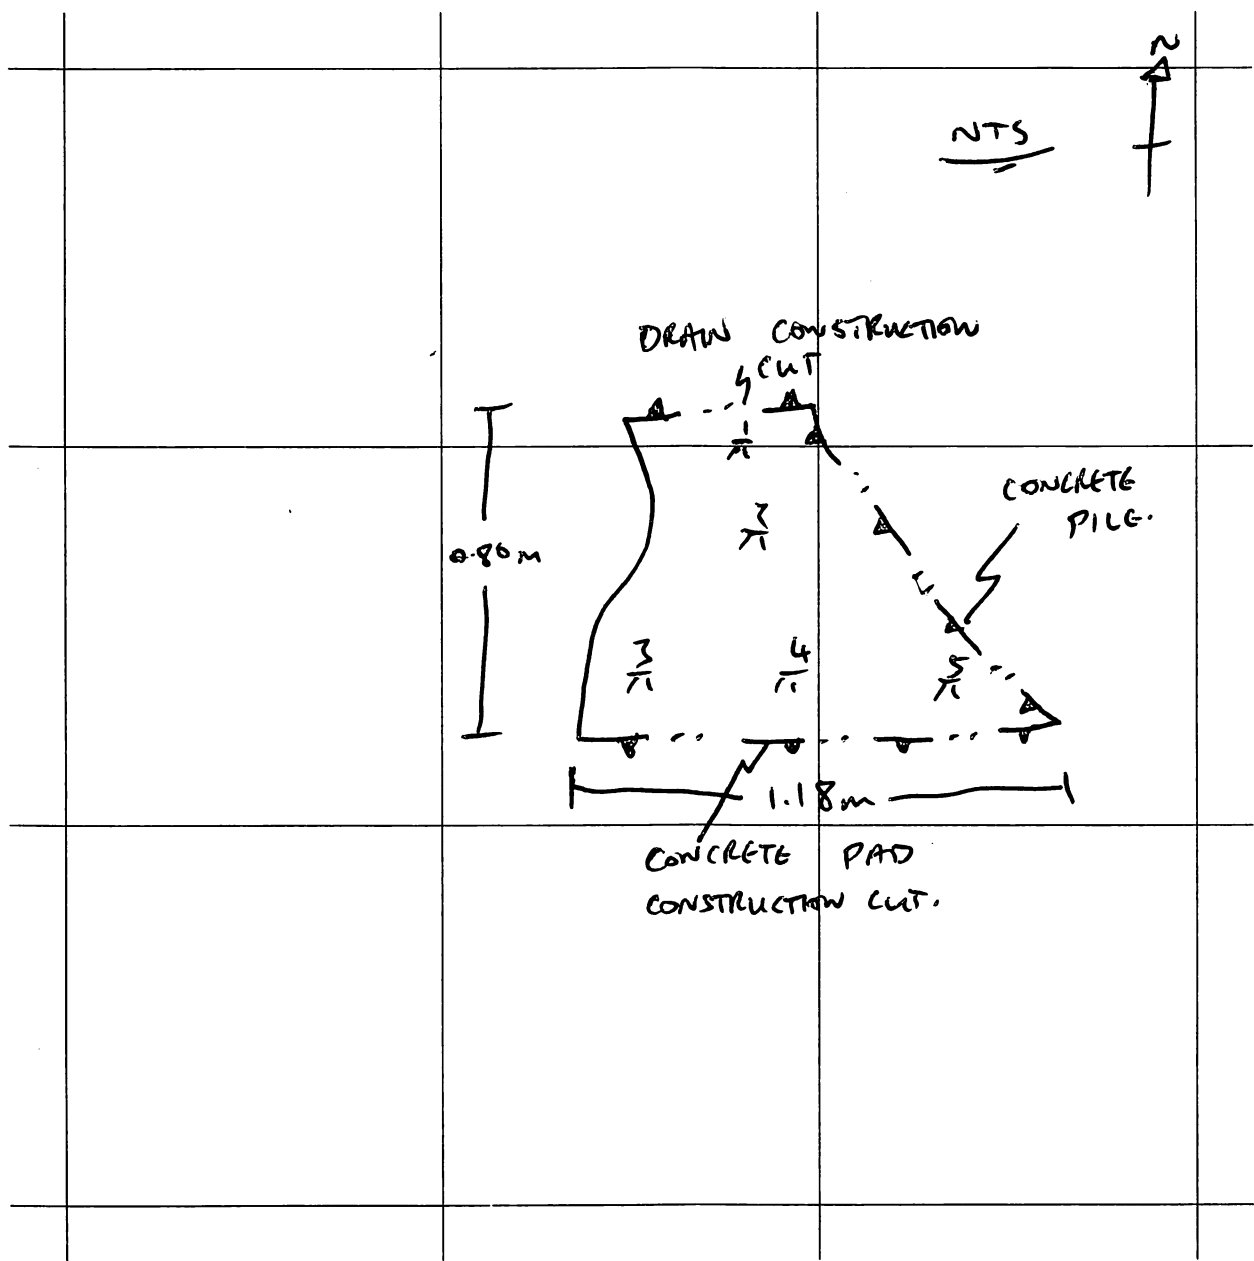 N
NTS
DRAIN CONSTRUCTION
CUT
1
CONCRETE
PILE.
2
0.80m
3 4 5
1.18m
CONCRETE PAD
CONSTRUCTION CUT.